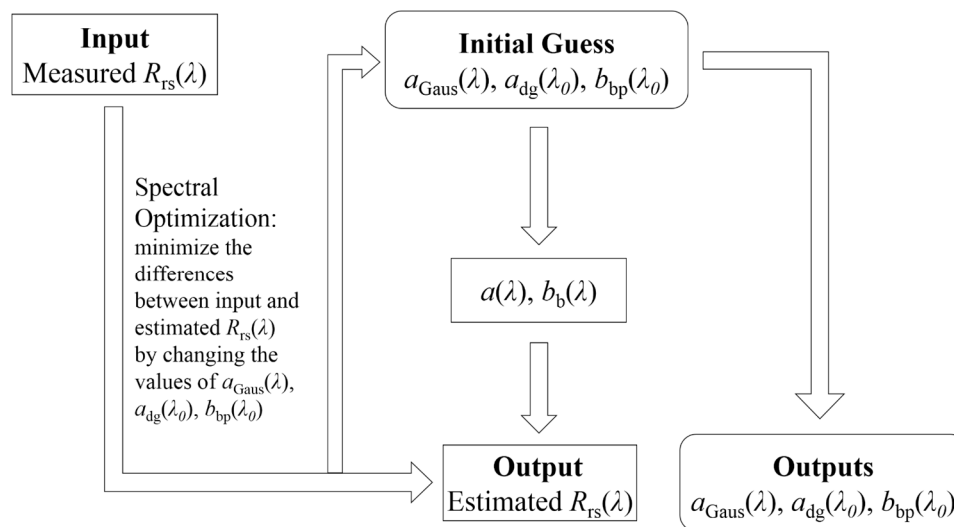 Input
Measured Rrs(λ)
Initial Guess
aGaus(λ), adg(λ0), bbp(λ0)
Spectral
Optimization:
minimize the
differences
between input and
estimated Rrs(λ)
by changing the
values of aGaus(λ),
adg(λ0), bbp(λ0)
a(λ), bb(λ)
Output
Estimated Rrs(λ)
Outputs
aGaus(λ), adg(λ0), bbp(λ0)